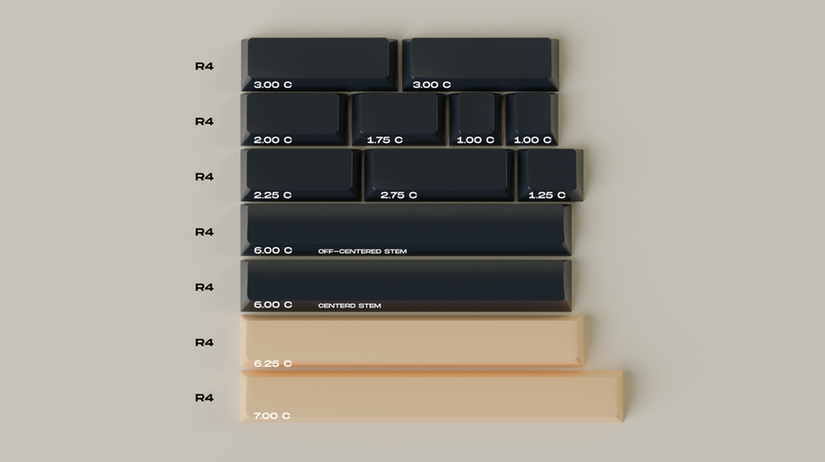 R4 3.00 C 3.00 C
R4 2.00 C 1.75 C 1.00 C 1.00 C
R4 2.25 C 2.75 C 1.25 C
R4 6.00 C OFF-CENTERED STEM
R4 6.00 C CENTERD STEM
R4 6.25 C
R4 7.00 C